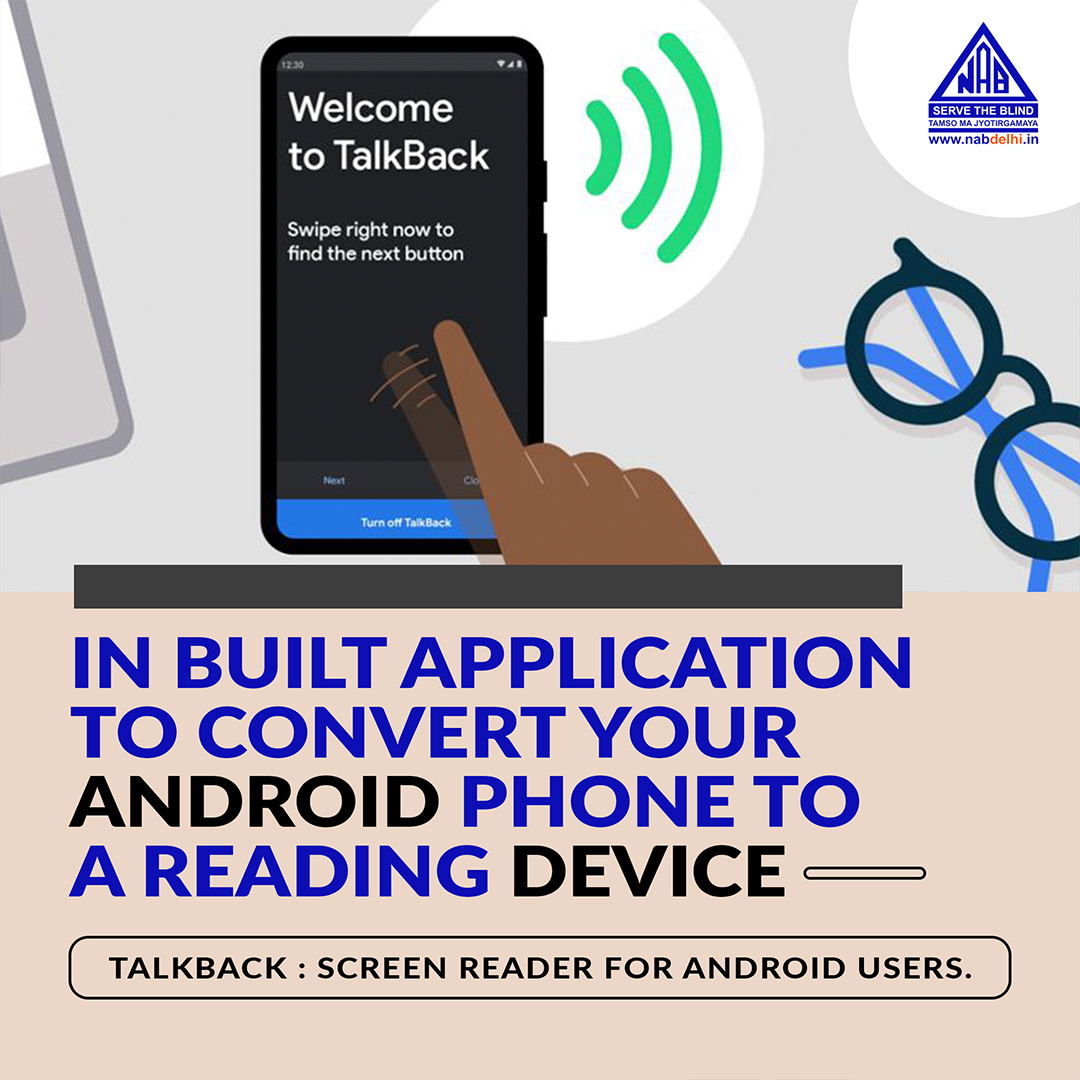 12:30
Welcome
to TalkBack
Swipe right now to
find the next button
Next
Turn off TalkBack
NAB
SERVE THE BLIND
TAMSO MA JYOTIRGAMAYA
www.nabdelhi.in
IN BUILT APPLICATION
TO CONVERT YOUR
ANDROID PHONE TO
A READING DEVICE
TALKBACK : SCREEN READER FOR ANDROID USERS.